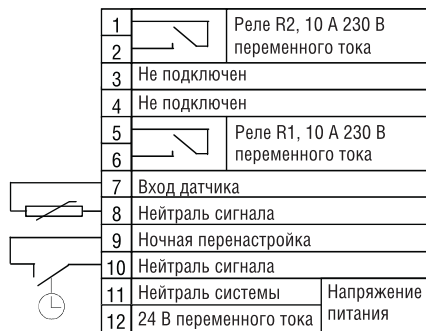 1
Реле R2, 10 А 230 В
2
переменного тока
3 Не подключен
4 Не подключен
5
Реле R1, 10 А 230 В
6
переменного тока
7 Вход датчика
8 Нейтраль сигнала
9 Ночная перенастройка
10 Нейтраль сигнала
11 Нейтраль системы Напряжение
12 24 В переменного тока питания